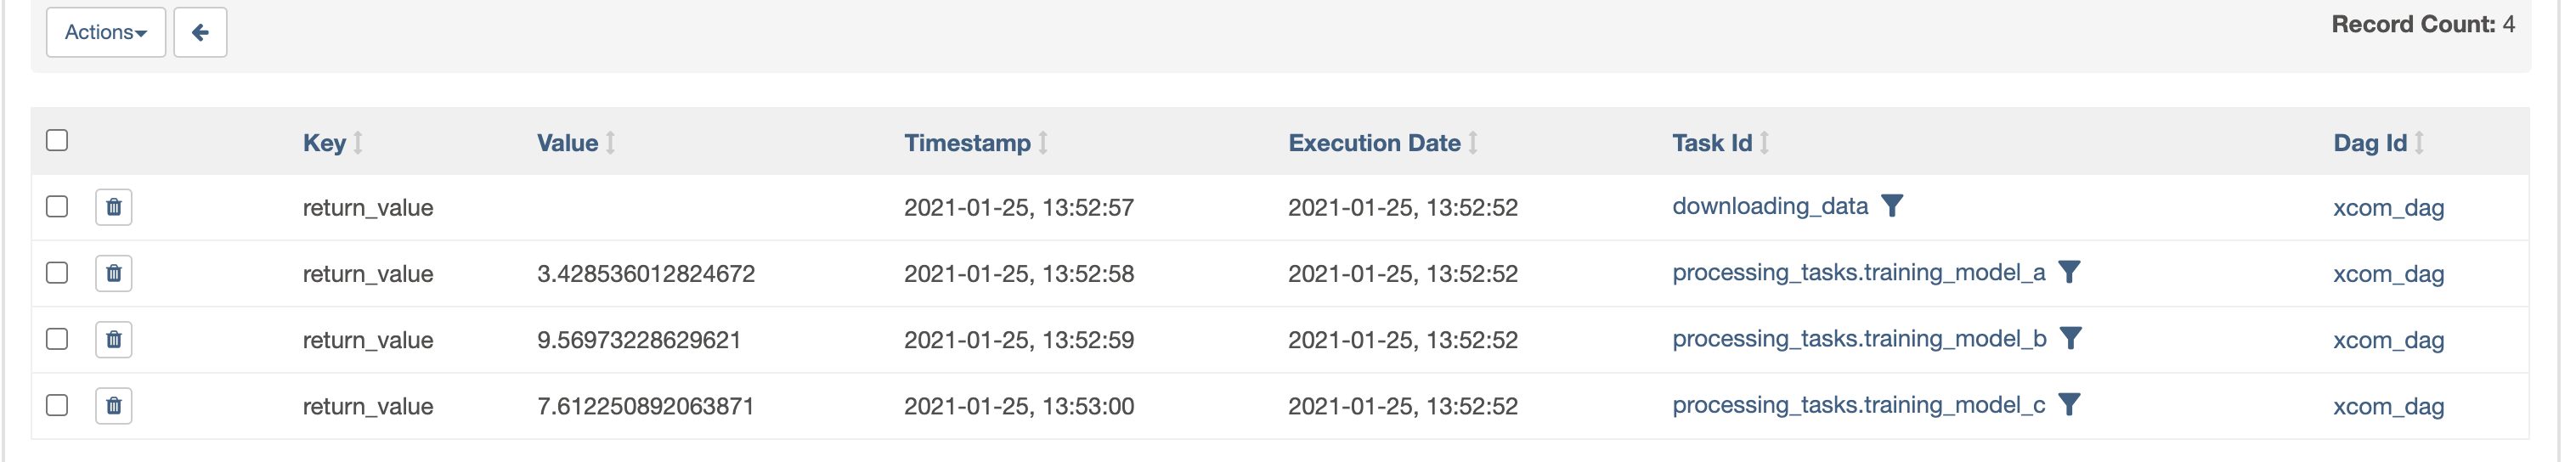 Actions
Record Count: 4
Key Value Timestamp Execution Date Task Id Dag Id
return_value 2021-01-25, 13:52:57 2021-01-25, 13:52:52 downloading_data xcom_dag
return_value 3.428536012824672 2021-01-25, 13:52:58 2021-01-25, 13:52:52 processing_tasks.training_model_a xcom_dag
return_value 9.56973228629621 2021-01-25, 13:52:59 2021-01-25, 13:52:52 processing_tasks.training_model_b xcom_dag
return_value 7.612250892063871 2021-01-25, 13:53:00 2021-01-25, 13:52:52 processing_tasks.training_model_c xcom_dag